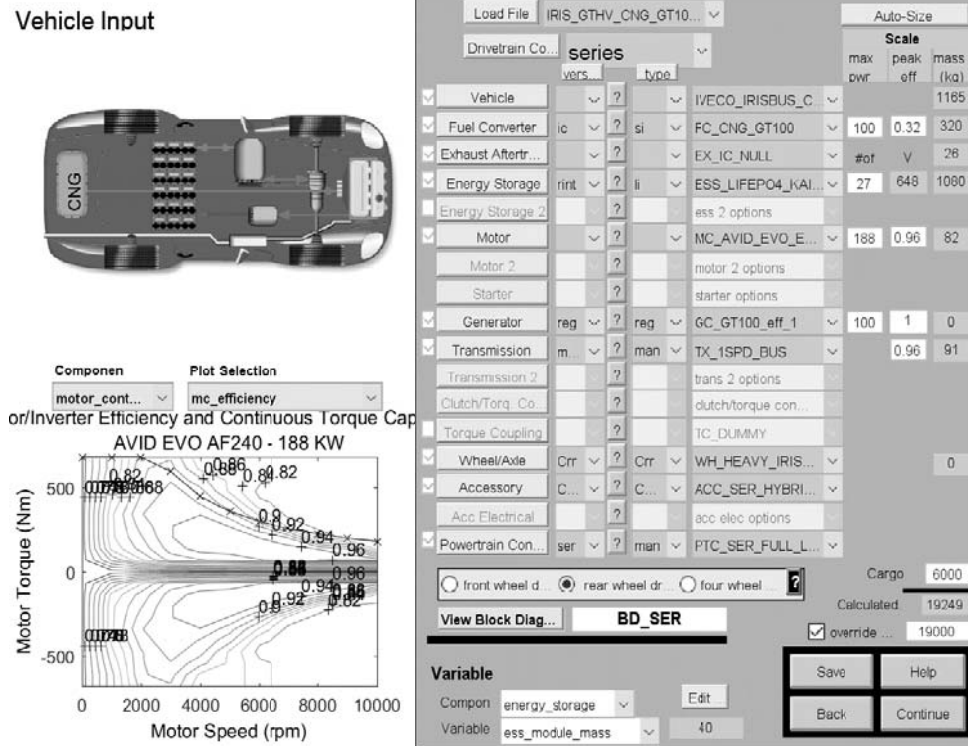 Vehicle Input
CNG
Componen Plot Selection
motor_cont... mc_efficiency
or/Inverter Efficiency and Continuous Torque Cap
AVID EVO AF240 - 188 KW
Motor Torque (Nm)
500
0
-500
0.86
0.88
0.84
0.82
0.82
0.9
0.92
0.94
0.96
0.96
0.94
0.92
0.9
0.82
0 2000 4000 6000 8000 10000
Motor Speed (rpm)
Load File IRIS_GTHV_CNG_GT10...
Auto-Size
Drivetrain Co... series
Scale
vers... type
max pwr peak eff mass (kg)
Vehicle ? IVECO_IRISBUS_C... 1165
Fuel Converter ic ? si FC_CNG_GT100 100 0.32 320
Exhaust Aftertr... ? EX_IC_NULL #of V 26
Energy Storage rint ? li ESS_LIFEPO4_KAI... 27 648 1080
Energy Storage 2 ? ess 2 options
Motor ? MC_AVID_EVO_E... 188 0.96 82
Motor 2 ? motor 2 options
Starter ? starter options
Generator reg ? reg GC_GT100_eff_1 100 1 0
Transmission m... ? man TX_1SPD_BUS 0.96 91
Transmission 2 ? trans 2 options
Clutch/Torq. Co... ? clutch/torque con...
Torque Coupling ? TC_DUMMY
Wheel/Axle Crr ? Crr WH_HEAVY_IRIS... 0
Accessory C... ? C... ACC_SER_HYBRI...
Acc Electrical ? acc elec options
Powertrain Con... ser ? man PTC_SER_FULL_L...
front wheel d... rear wheel dr... four wheel ... ?
Cargo 6000
Calculated 19249
View Block Diag... BD_SER
override ... 19000
Variable
Save Help
Compon energy_storage Edit ...
Back Continue
Variable ess_module_mass 40